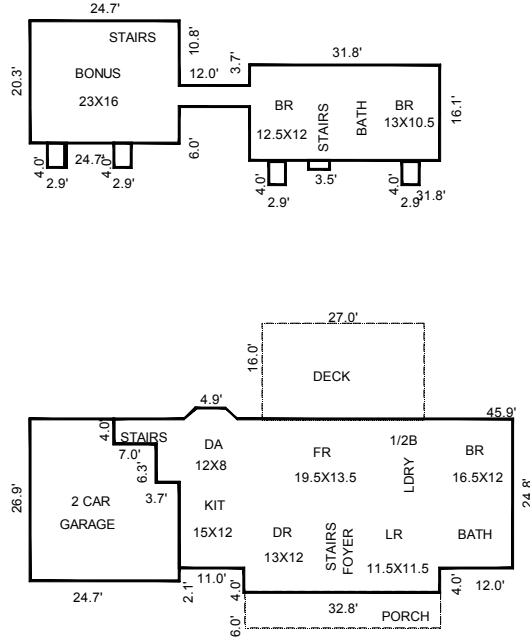 24.7'
STAIRS
10.8'
20.3'
BONUS
23X16
12.0'
3.7'
31.8'
BR
12.5X12
STAIRS
BATH
BR
13X10.5
16.1'
6.0'
4.0'
24.7'
4.0'
2.9'
2.9'
4.0'
2.9'
3.5'
4.0'
2.9'
31.8'
27.0'
16.0'
DECK
4.9'
45.9'
4.0'
STAIRS
7.0'
6.3'
3.7'
DA
12X8
FR
19.5X13.5
1/2B
LDRY
BR
16.5X12
24.8'
26.9'
2 CAR
GARAGE
KIT
15X12
DR
13X12
STAIRS
FOYER
LR
11.5X11.5
BATH
24.7'
2.1'
11.0'
4.0'
6.0'
32.8'
PORCH
4.0'
12.0'